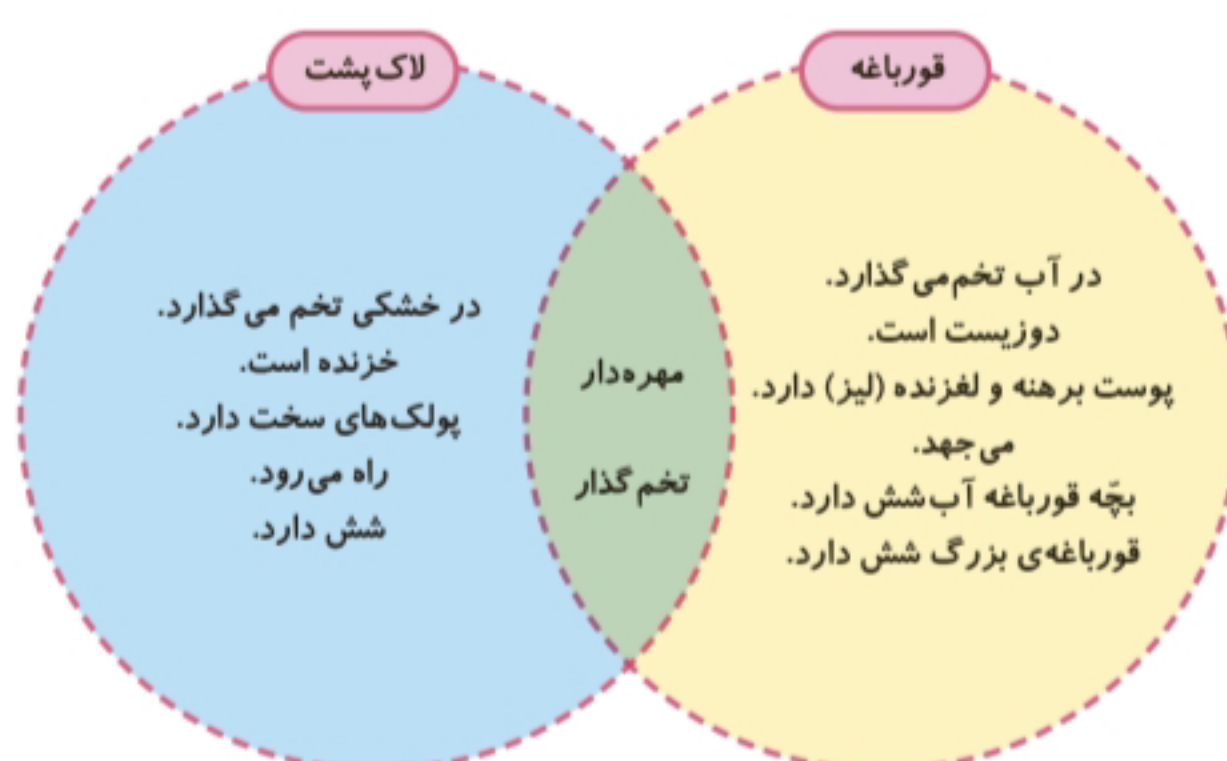 قورباغه
در آب تخم می‌گذارد.
دوزیست است.
پوست برهنه و لغزنده (لیز) دارد.
می‌جهد.
بچّه قورباغه آب‌شش دارد.
قورباغه‌ی بزرگ شش دارد.
مهره‌دار
تخم‌گذار
لاک‌پشت
در خشکی تخم می‌گذارد.
خزنده است.
پولک‌های سخت دارد.
راه می‌رود.
شش دارد.